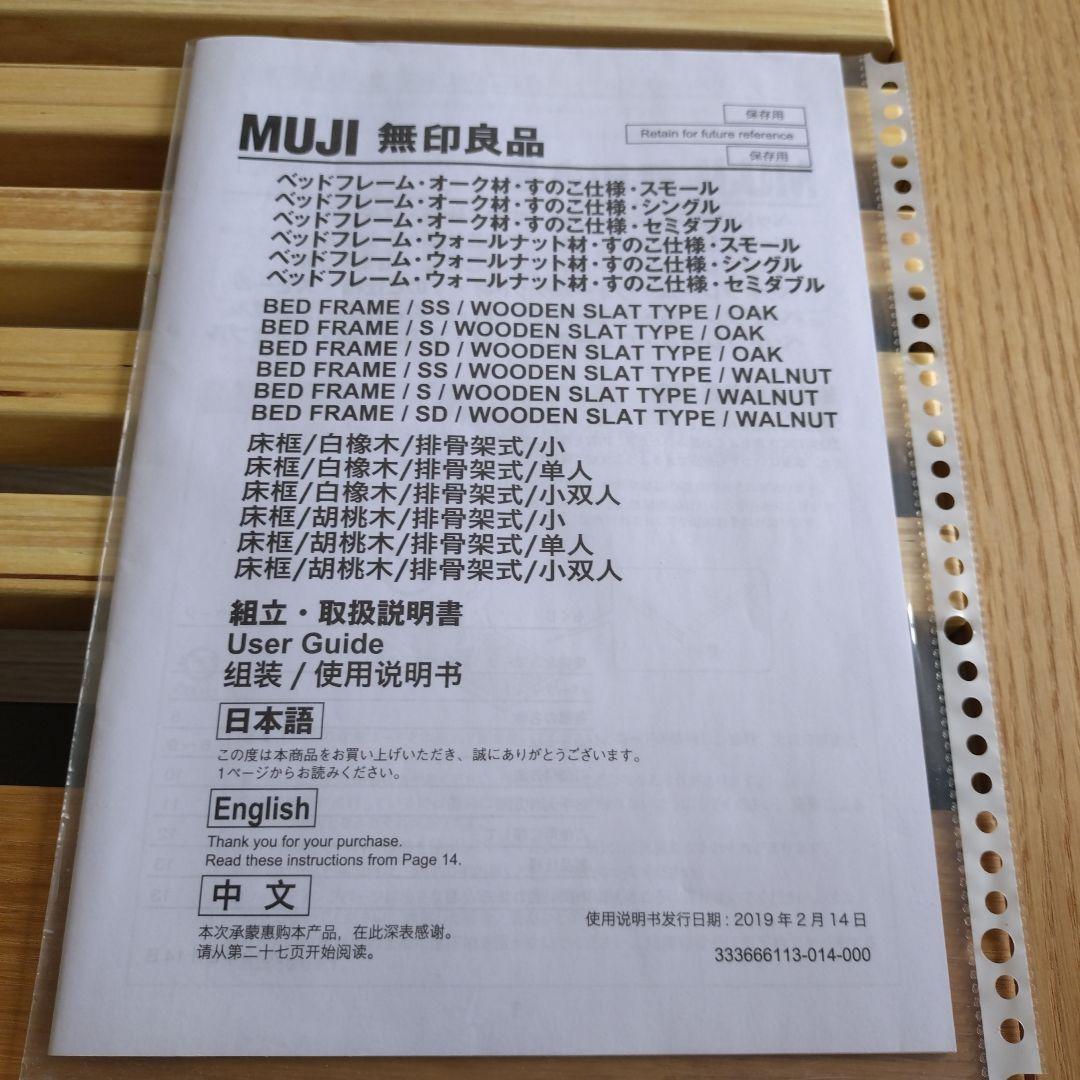 保存用
Retain for future reference
保存用
MUJI 無印良品
ベッドフレーム・オーク材・すのこ仕様・スモール
ベッドフレーム・オーク材・すのこ仕様・シングル
ベッドフレーム・オーク材・すのこ仕様・セミダブル
ベッドフレーム・ウォールナット材・すのこ仕様・スモール
ベッドフレーム・ウォールナット材・すのこ仕様・シングル
ベッドフレーム・ウォールナット材・すのこ仕様・セミダブル
BED FRAME / SS / WOODEN SLAT TYPE / OAK
BED FRAME / S / WOODEN SLAT TYPE / OAK
BED FRAME / SD / WOODEN SLAT TYPE / OAK
BED FRAME / SS / WOODEN SLAT TYPE / WALNUT
BED FRAME / S / WOODEN SLAT TYPE / WALNUT
BED FRAME / SD / WOODEN SLAT TYPE / WALNUT
床框/白橡木/排骨架式/小
床框/白橡木/排骨架式/单人
床框/白橡木/排骨架式/小双人
床框/胡桃木/排骨架式/小
床框/胡桃木/排骨架式/单人
床框/胡桃木/排骨架式/小双人
組立・取扱説明書
User Guide
组装 / 使用说明书
日本語
この度は本商品をお買い上げいただき、誠にありがとうございます。
1ページからお読みください。
English
Thank you for your purchase.
Read these instructions from Page 14.
中 文
本次承蒙惠购本产品，在此深表感谢。
请从第二十七页开始阅读。
使用说明书发行日期 : 2019 年 2 月 14 日
333666113-014-000